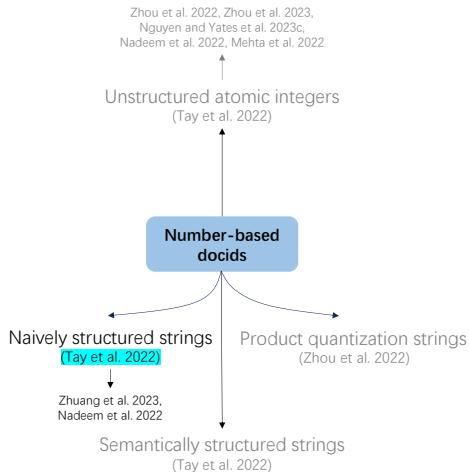 Zhou et al. 2022, Zhou et al. 2023,
Nguyen and Yates et al. 2023c,
Nadeem et al. 2022, Mehta et al. 2022
Unstructured atomic integers
(Tay et al. 2022)
Number-based
docids
Naively structured strings
(Tay et al. 2022)
Product quantization strings
(Zhou et al. 2022)
Zhuang et al. 2023,
Nadeem et al. 2022
Semantically structured strings
(Tay et al. 2022)